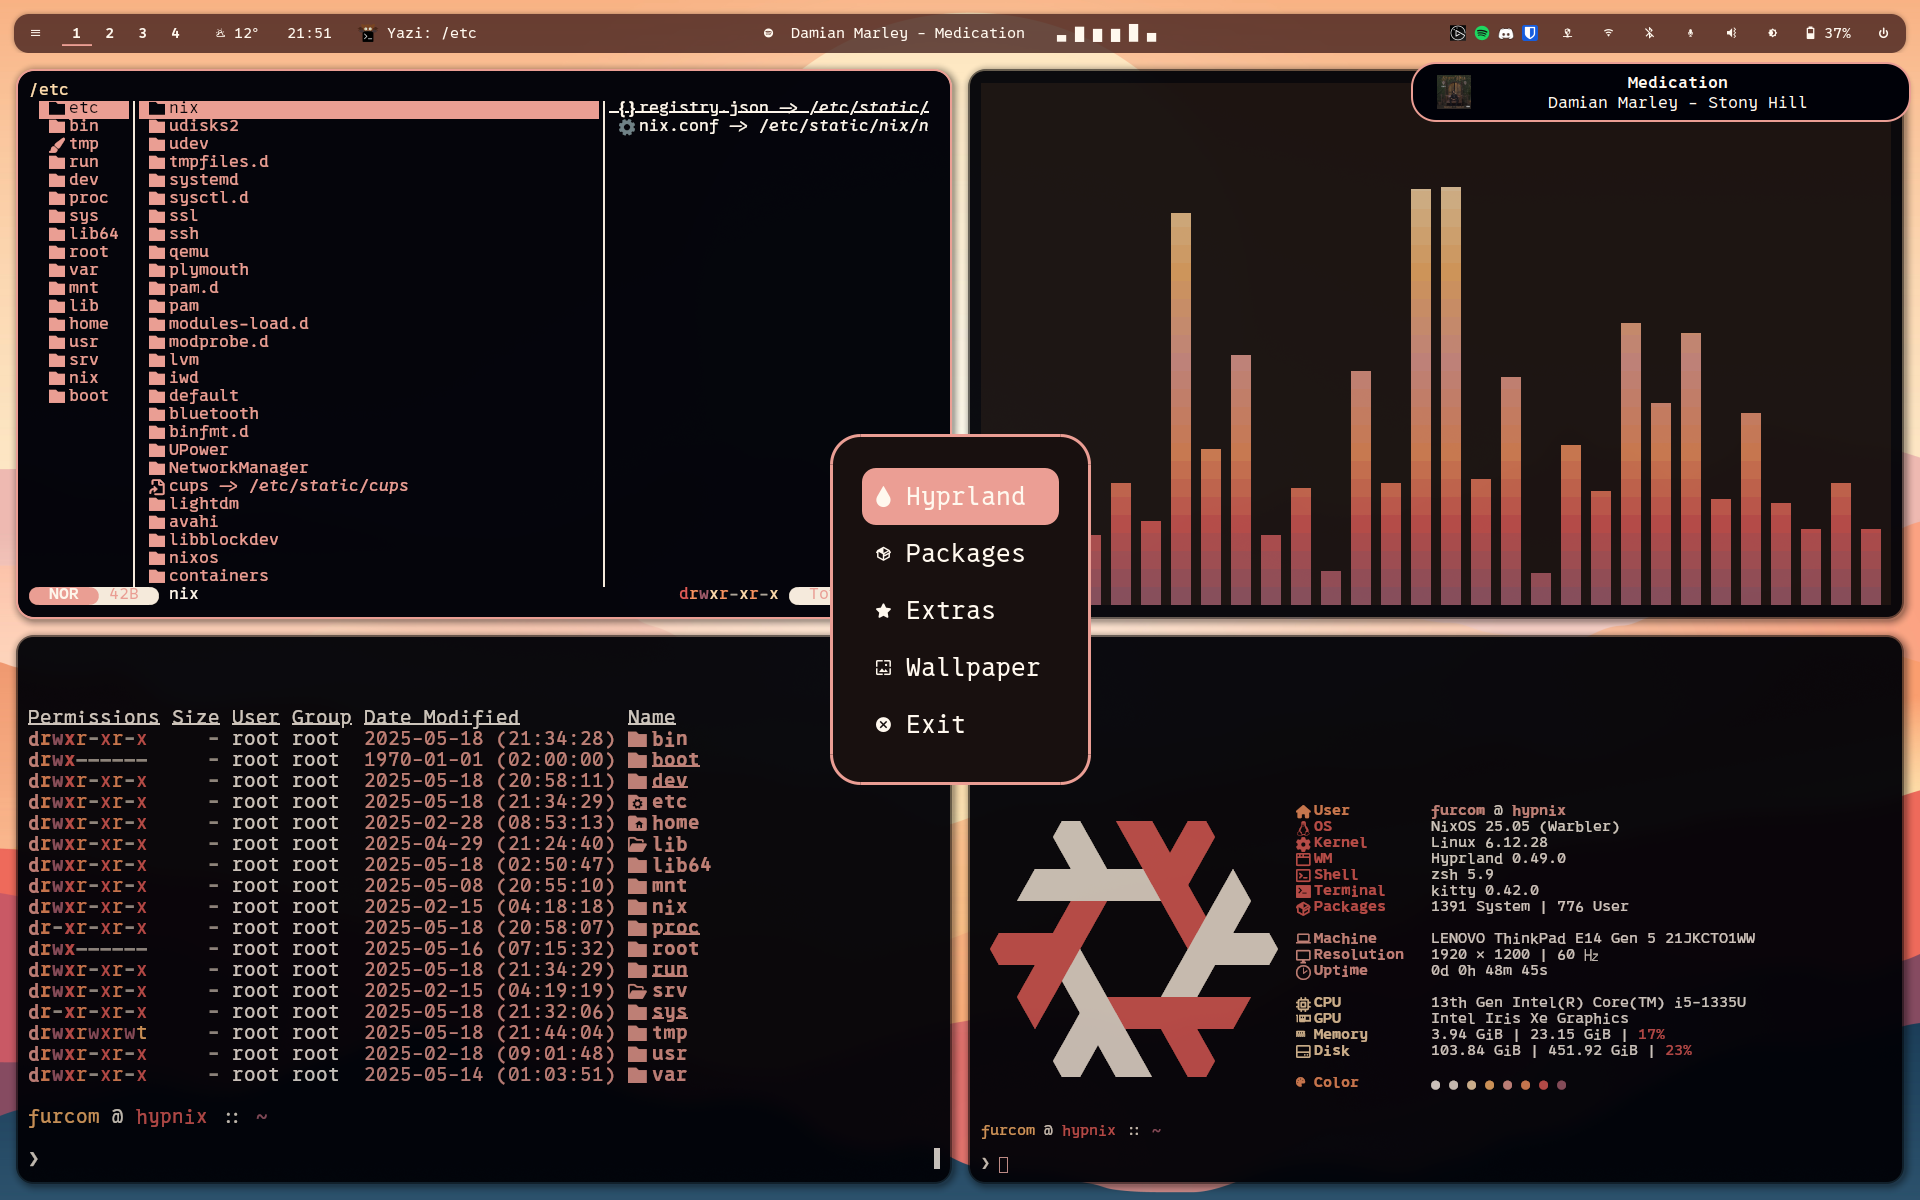 1 2 3 4 12° 21:51 Yazi: /etc
Damian Marley - Medication
37%
/etc
etc
bin
tmp
run
dev
proc
sys
lib64
root
var
mnt
lib
home
usr
srv
nix
boot
nix
udisks2
udev
tmpfiles.d
systemd
sysctl.d
ssl
ssh
qemu
plymouth
pam.d
pam
modules-load.d
modprobe.d
lvm
iwd
default
bluetooth
binfmt.d
UPower
NetworkManager
cups -> /etc/static/cups
lightdm
avahi
libblockdev
nixos
containers
{} registry.json -> /etc/static/
nix.conf -> /etc/static/nix/n
NOR 42B nix
drwxr-xr-x To
Medication
Damian Marley - Stony Hill
Hyprland
Packages
Extras
Wallpaper
Exit
Permissions Size User Group Date Modified Name
drwxr-xr-x - root root 2025-05-18 (21:34:28) bin
drwx------ - root root 1970-01-01 (02:00:00) boot
drwxr-xr-x - root root 2025-05-18 (20:58:11) dev
drwxr-xr-x - root root 2025-05-18 (21:34:29) etc
drwxr-xr-x - root root 2025-02-28 (08:53:13) home
drwxr-xr-x - root root 2025-04-29 (21:24:40) lib
drwxr-xr-x - root root 2025-05-18 (02:50:47) lib64
drwxr-xr-x - root root 2025-05-08 (20:55:10) mnt
drwxr-xr-x - root root 2025-02-15 (04:18:18) nix
dr-xr-xr-x - root root 2025-05-18 (20:58:07) proc
drwx------ - root root 2025-05-16 (07:15:32) root
drwxr-xr-x - root root 2025-05-18 (21:34:29) run
drwxr-xr-x - root root 2025-02-15 (04:19:19) srv
dr-xr-xr-x - root root 2025-05-18 (21:32:06) sys
drwxrwxrwt - root root 2025-05-18 (21:44:04) tmp
drwxr-xr-x - root root 2025-02-18 (09:01:48) usr
drwxr-xr-x - root root 2025-05-14 (01:03:51) var
furcom @ hypnix :: ~
❯
User furcom @ hypnix
OS NixOS 25.05 (Warbler)
Kernel Linux 6.12.28
WM Hyprland 0.49.0
Shell zsh 5.9
Terminal kitty 0.42.0
Packages 1391 System | 776 User
Machine LENOVO ThinkPad E14 Gen 5 21JKCTO1WW
Resolution 1920 × 1200 | 60 Hz
Uptime 0d 0h 48m 45s
CPU 13th Gen Intel(R) Core(TM) i5-1335U
GPU Intel Iris Xe Graphics
Memory 3.94 GiB | 23.15 GiB | 17%
Disk 103.84 GiB | 451.92 GiB | 23%
Color
furcom @ hypnix :: ~
❯